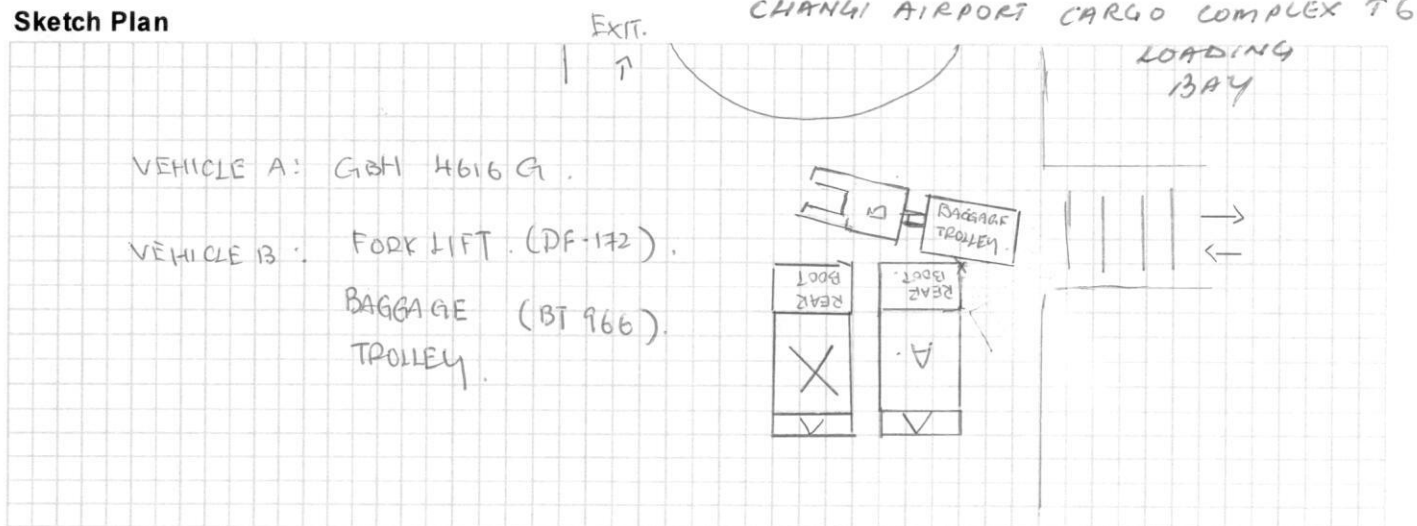 Sketch Plan
CHANGI AIRPORT CARGO COMPLEX T6
EXIT.
LOADING
BAY
VEHICLE A: GBH 4616 G.
VEHICLE B: FORK LIFT. (DF-172).
BAGGAGE (BT 966).
TROLLEY.
B
BAGGAGE
TROLLEY.
REAR
BOOT
REAR
BOOT.
X
A.